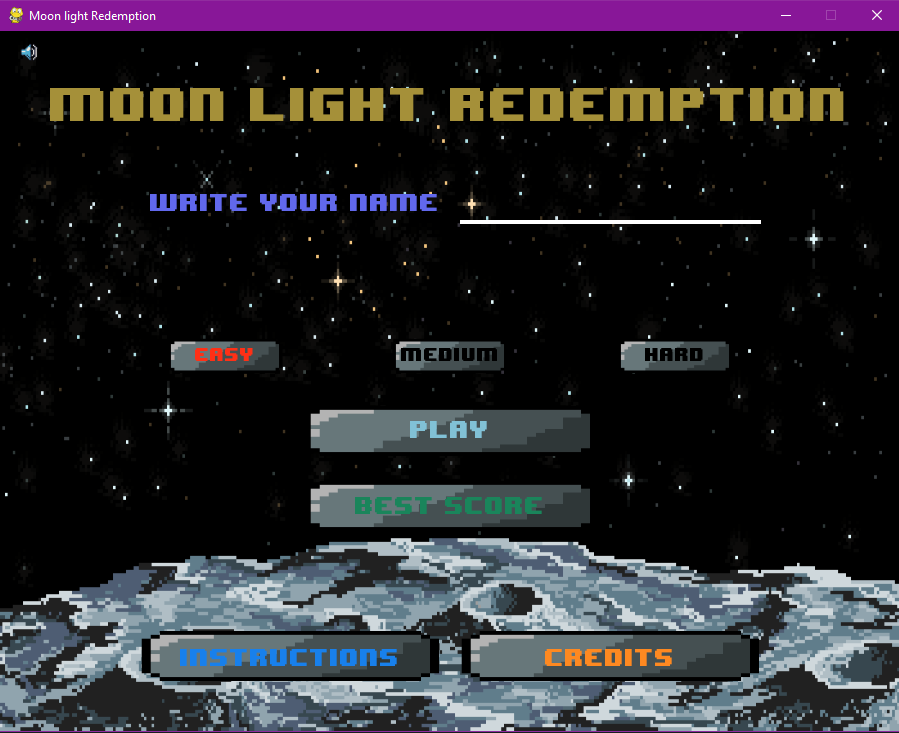 Moon light Redemption
MOON LIGHT REDEMPTION
WRITE YOUR NAME
EASY MEDIUM HARD
PLAY
BEST SCORE
INSTRUCTIONS CREDITS